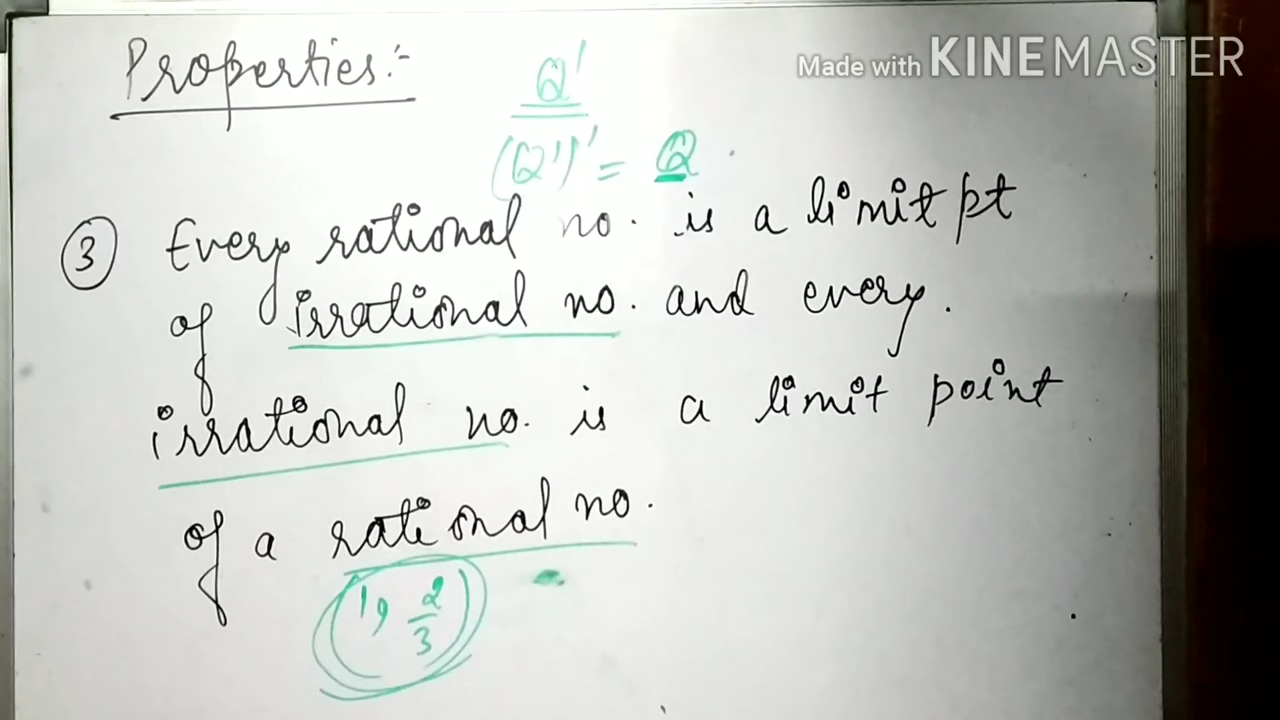 Properties:-
Made with KINEMASTER
Q'
(Q')' = Q
③ Every rational no. is a limit pt
of irrational no. and every.
irrational no. is a limit point
of a rational no.
1, 2/3